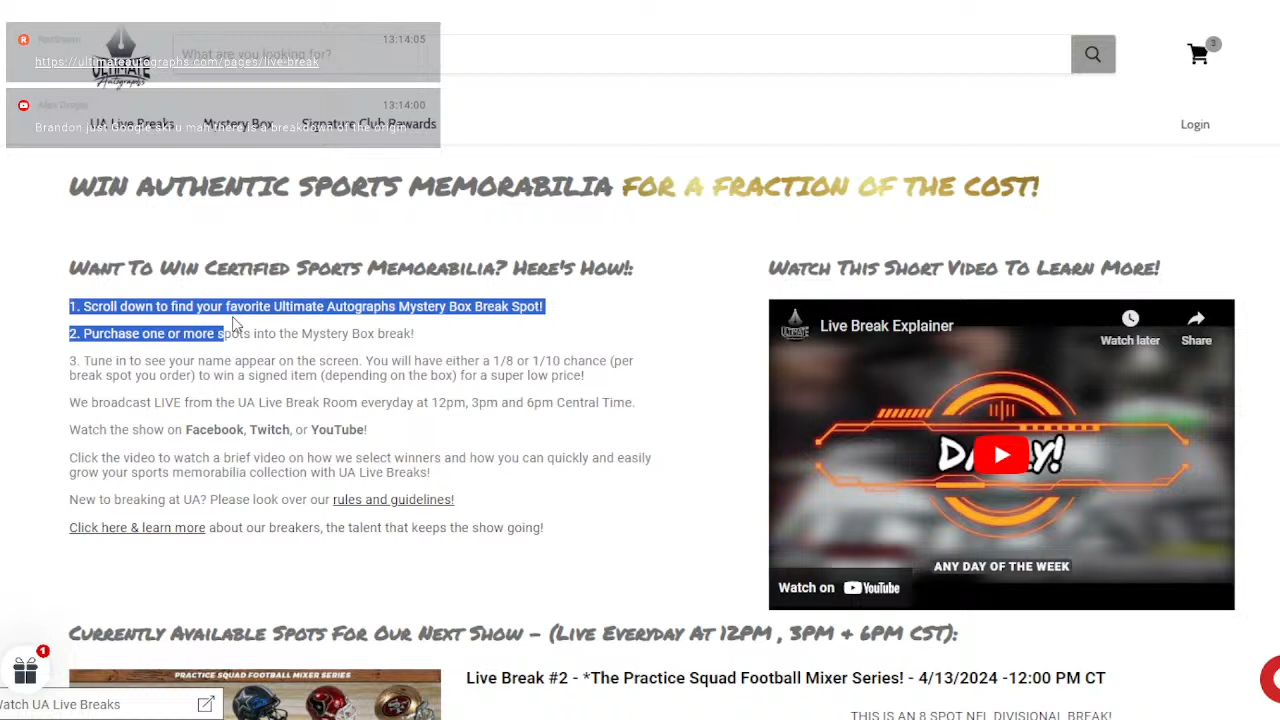 13:14:05
What are you looking for?
https://ultimateautographs.com/pages/live-break
ULTIMATE
Autographs
3
13:14:00
UA Live Breaks
Mystery Box
Signature Club Rewards
Brandon just Google ski u mah there is a breakdown of the origin
Login
WIN AUTHENTIC SPORTS MEMORABILIA FOR A FRACTION OF THE COST!
Want To Win Certified Sports Memorabilia? Here's How!:
1. Scroll down to find your favorite Ultimate Autographs Mystery Box Break Spot!
2. Purchase one or more spots into the Mystery Box break!
3. Tune in to see your name appear on the screen. You will have either a 1/8 or 1/10 chance (per
break spot you order) to win a signed item (depending on the box) for a super low price!
We broadcast LIVE from the UA Live Break Room everyday at 12pm, 3pm and 6pm Central Time.
Watch the show on Facebook, Twitch, or YouTube!
Click the video to watch a brief video on how we select winners and how you can quickly and easily
grow your sports memorabilia collection with UA Live Breaks!
New to breaking at UA? Please look over our rules and guidelines!
Click here & learn more about our breakers, the talent that keeps the show going!
Watch This Short Video To Learn More!
Live Break Explainer
Watch later
Share
ANY DAY OF THE WEEK
Watch on YouTube
Currently Available Spots For Our Next Show - (Live Everyday At 12PM , 3PM + 6PM CST):
1
PRACTICE SQUAD FOOTBALL MIXER SERIES
Live Break #2 - *The Practice Squad Football Mixer Series! - 4/13/2024 -12:00 PM CT
Watch UA Live Breaks
THIS IS AN 8 SPOT NFL DIVISIONAL BREAK!